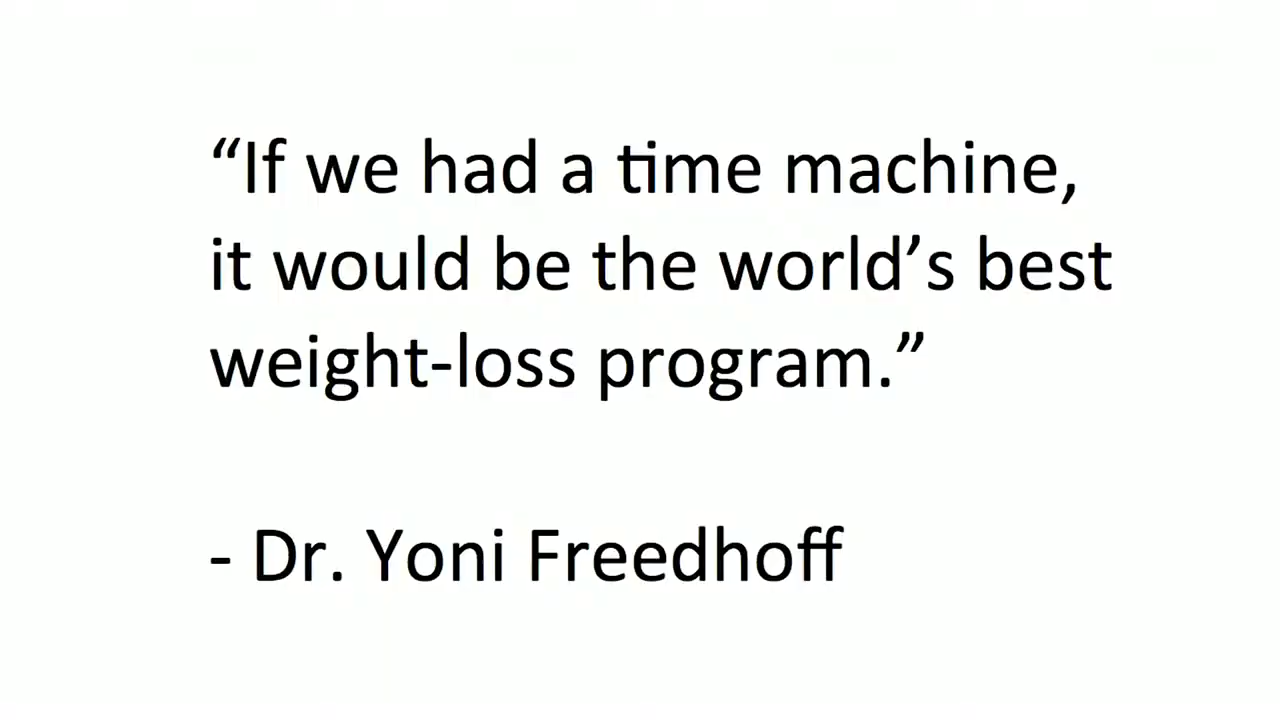 “If we had a time machine,
it would be the world’s best
weight-loss program.”
- Dr. Yoni Freedhoff